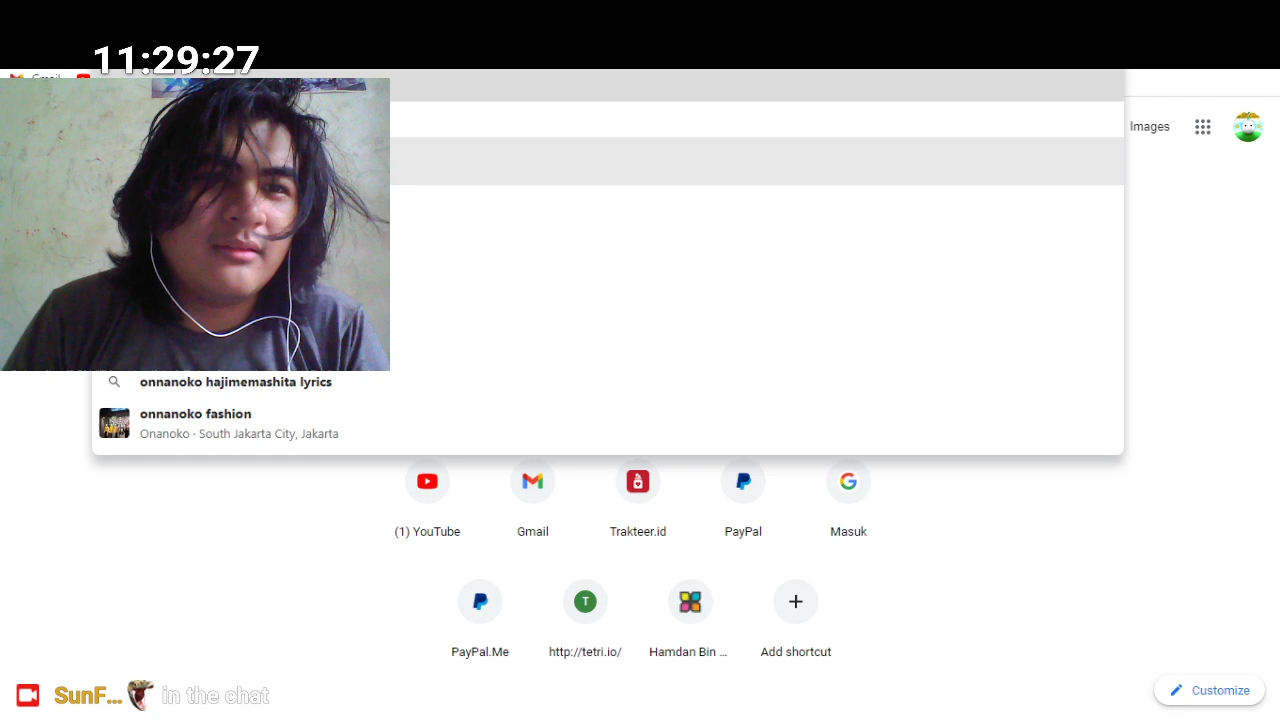 11:29:27
Gmail
Images
onnanoko hajimemashita lyrics
onnanoko fashion
Onanoko · South Jakarta City, Jakarta
(1) YouTube
Gmail
Trakteer.id
PayPal
Masuk
T
PayPal.Me
http://tetri.io/
Hamdan Bin ...
Add shortcut
SunF... in the chat
Customize